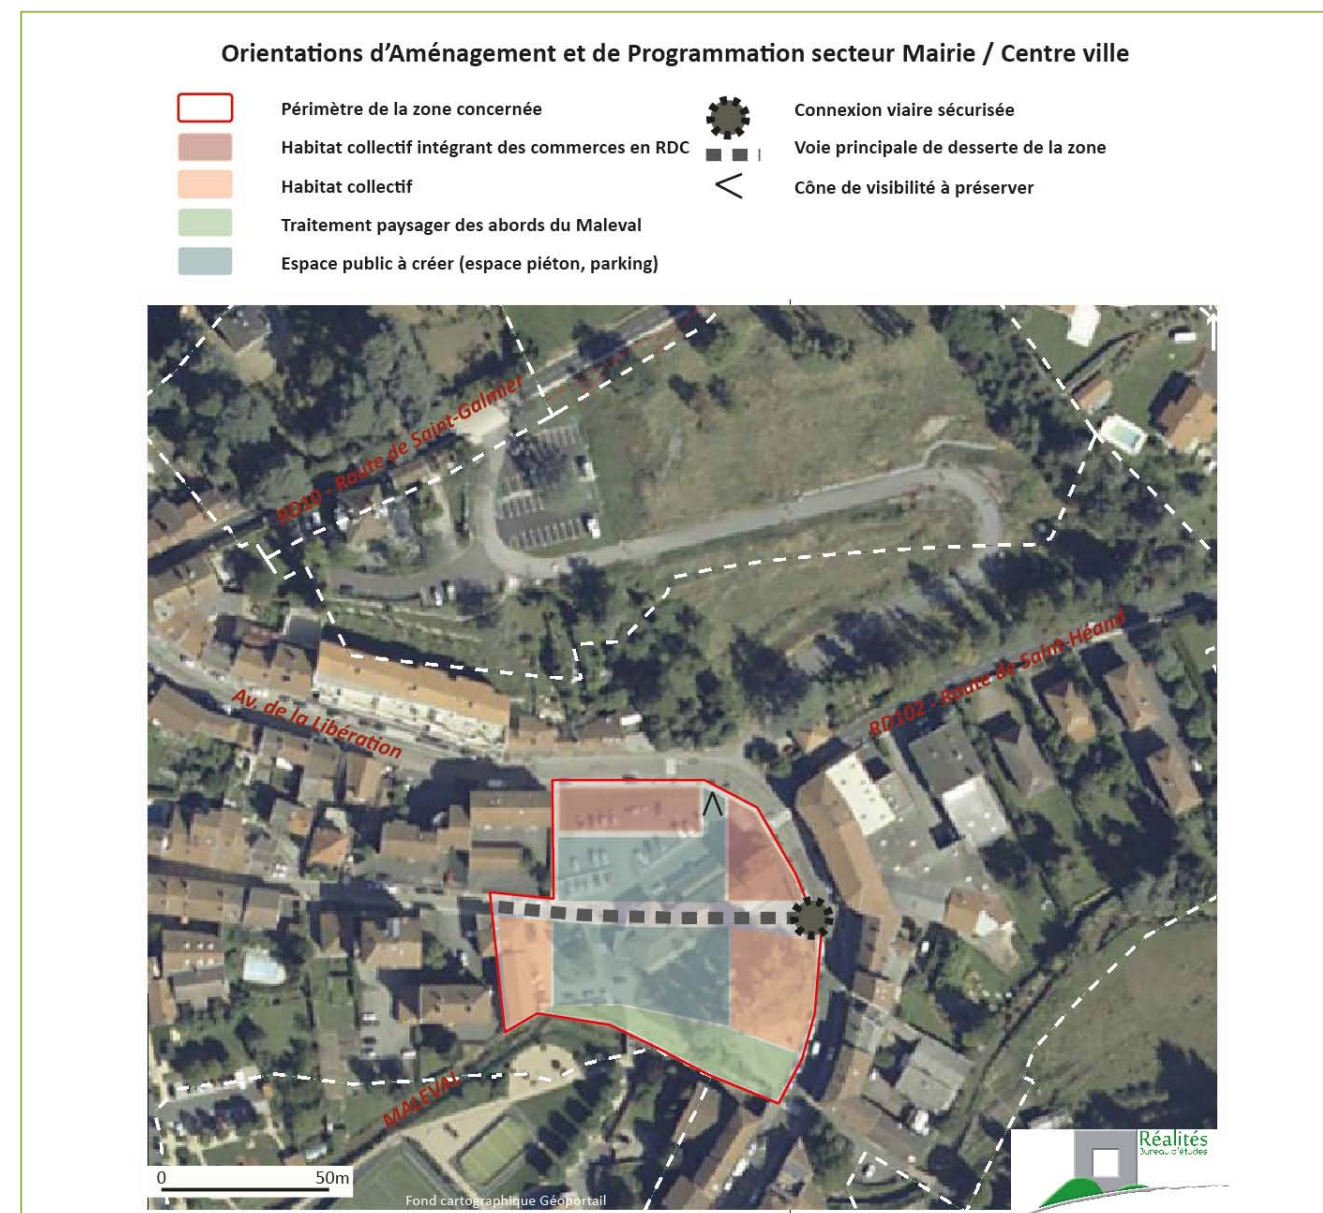 Orientations d’Aménagement et de Programmation secteur Mairie / Centre ville
Périmètre de la zone concernée
Habitat collectif intégrant des commerces en RDC
Habitat collectif
Traitement paysager des abords du Maleval
Espace public à créer (espace piéton, parking)
Connexion viaire sécurisée
Voie principale de desserte de la zone
Cône de visibilité à préserver
RD10 - Route de Saint-Galmier
RD102 - Route de Saint-Héand
Av. de la Libération
MALEVAL
0 50m
Fond cartographique Géoportail
Réalités
Bureau d'études